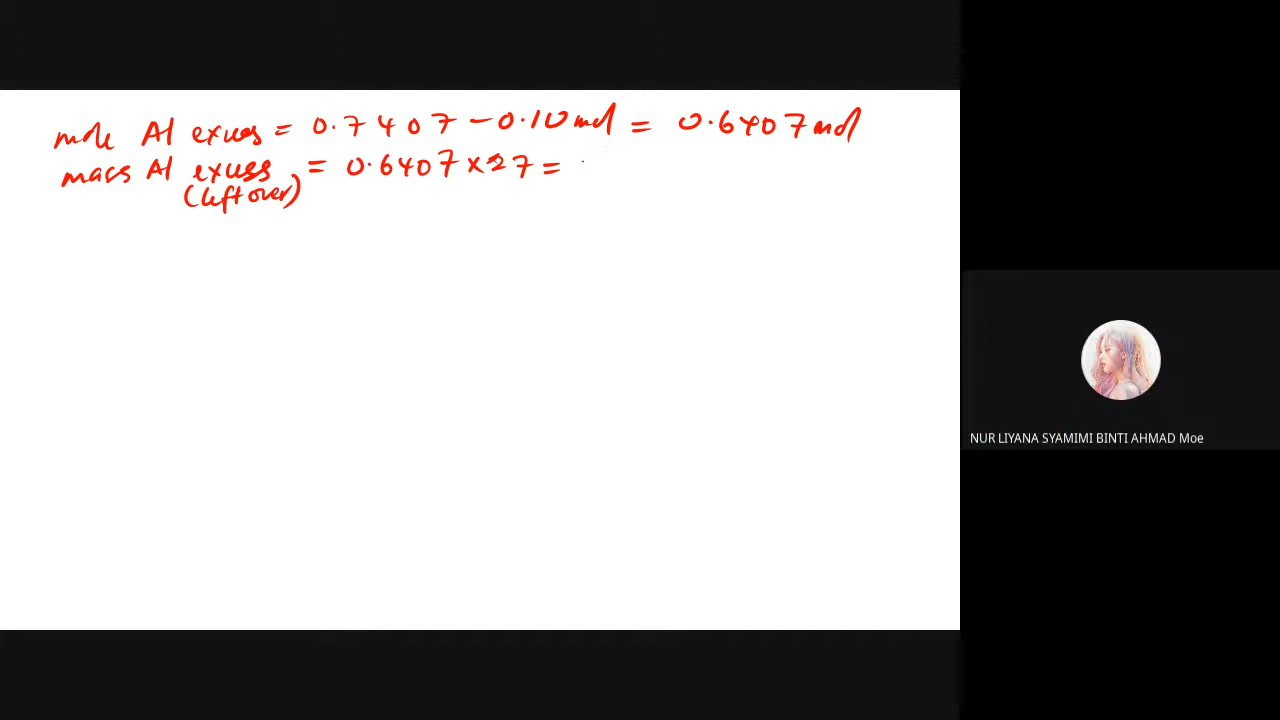 mole Al excess = 0.7407 - 0.10 mol = 0.6407 mol
mass Al excess = 0.6407 x 27 =
(left over)
NUR LIYANA SYAMIMI BINTI AHMAD Moe